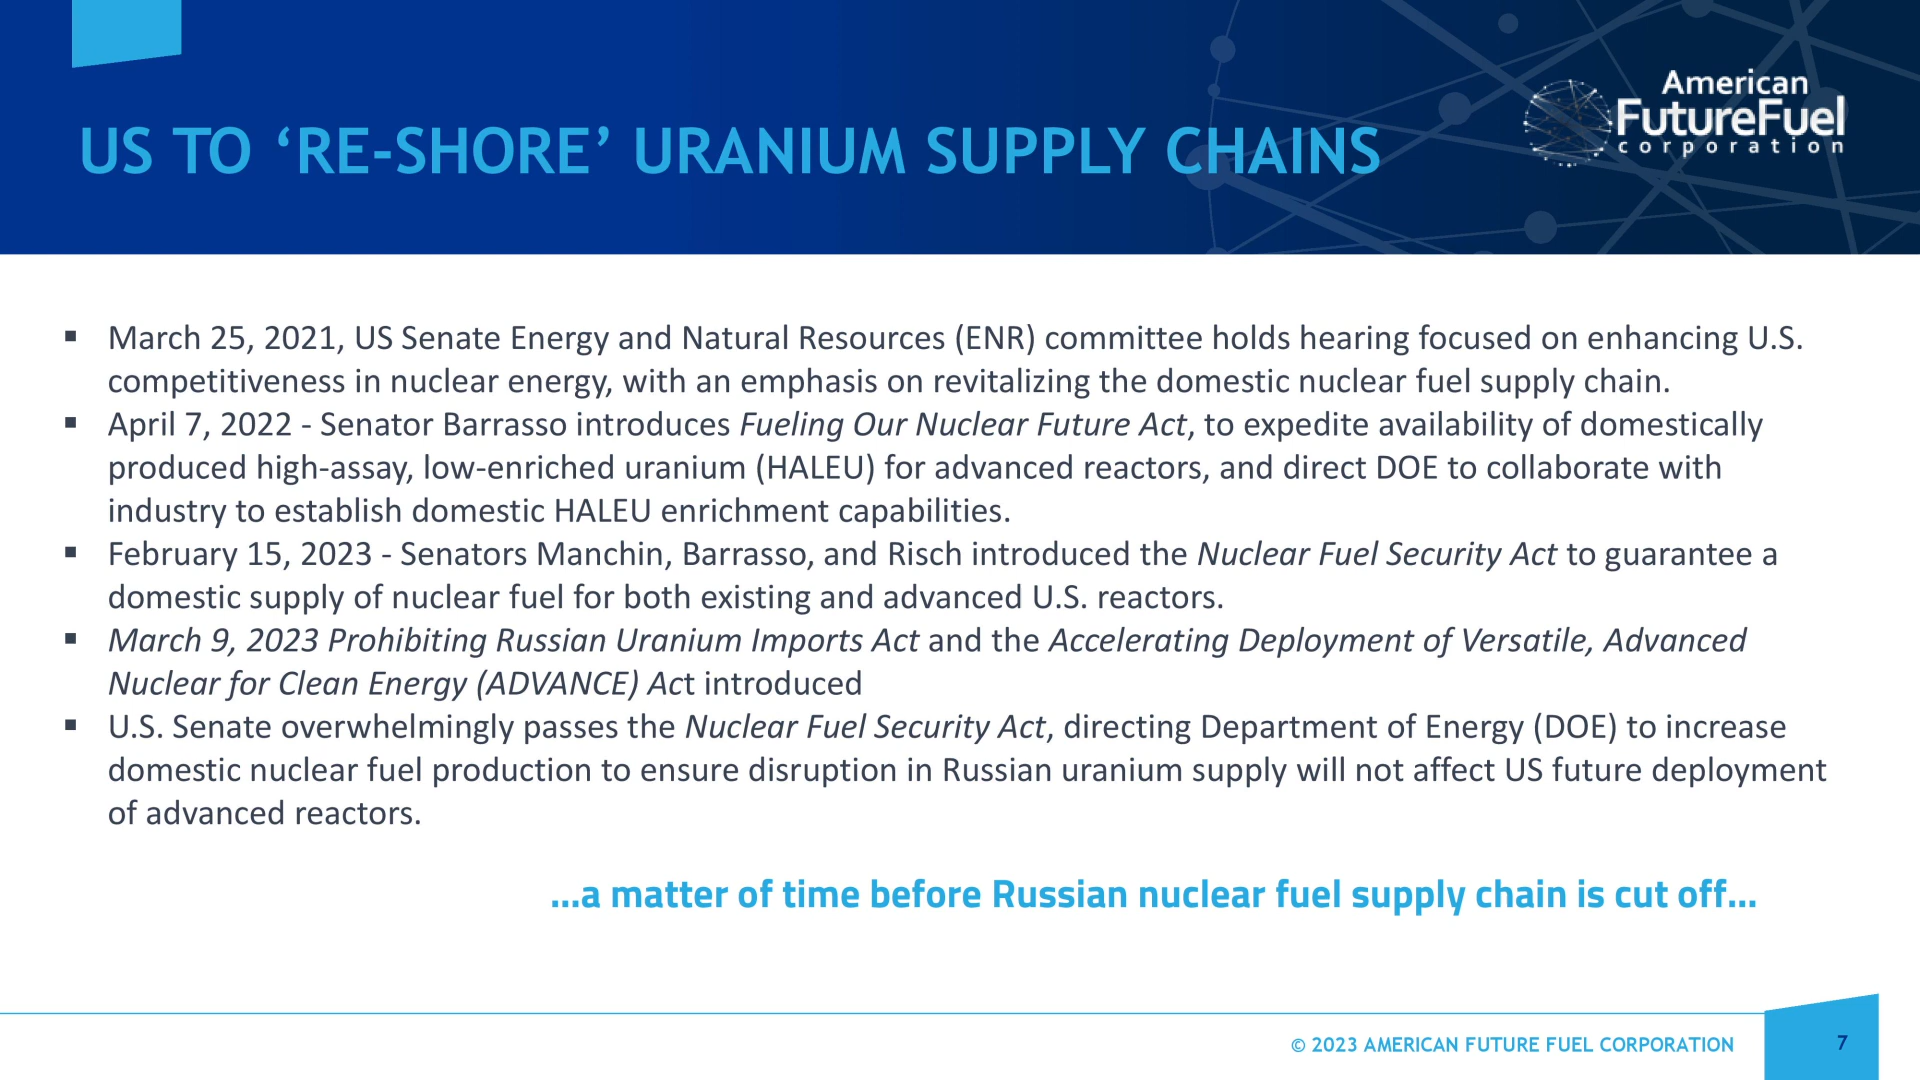 American
FutureFuel
corporation
US TO ‘RE-SHORE’ URANIUM SUPPLY CHAINS
▪ March 25, 2021, US Senate Energy and Natural Resources (ENR) committee holds hearing focused on enhancing U.S.
competitiveness in nuclear energy, with an emphasis on revitalizing the domestic nuclear fuel supply chain.
▪ April 7, 2022 - Senator Barrasso introduces Fueling Our Nuclear Future Act, to expedite availability of domestically
produced high-assay, low-enriched uranium (HALEU) for advanced reactors, and direct DOE to collaborate with
industry to establish domestic HALEU enrichment capabilities.
▪ February 15, 2023 - Senators Manchin, Barrasso, and Risch introduced the Nuclear Fuel Security Act to guarantee a
domestic supply of nuclear fuel for both existing and advanced U.S. reactors.
▪ March 9, 2023 Prohibiting Russian Uranium Imports Act and the Accelerating Deployment of Versatile, Advanced
Nuclear for Clean Energy (ADVANCE) Act introduced
▪ U.S. Senate overwhelmingly passes the Nuclear Fuel Security Act, directing Department of Energy (DOE) to increase
domestic nuclear fuel production to ensure disruption in Russian uranium supply will not affect US future deployment
of advanced reactors.
...a matter of time before Russian nuclear fuel supply chain is cut off...
© 2023 AMERICAN FUTURE FUEL CORPORATION
7